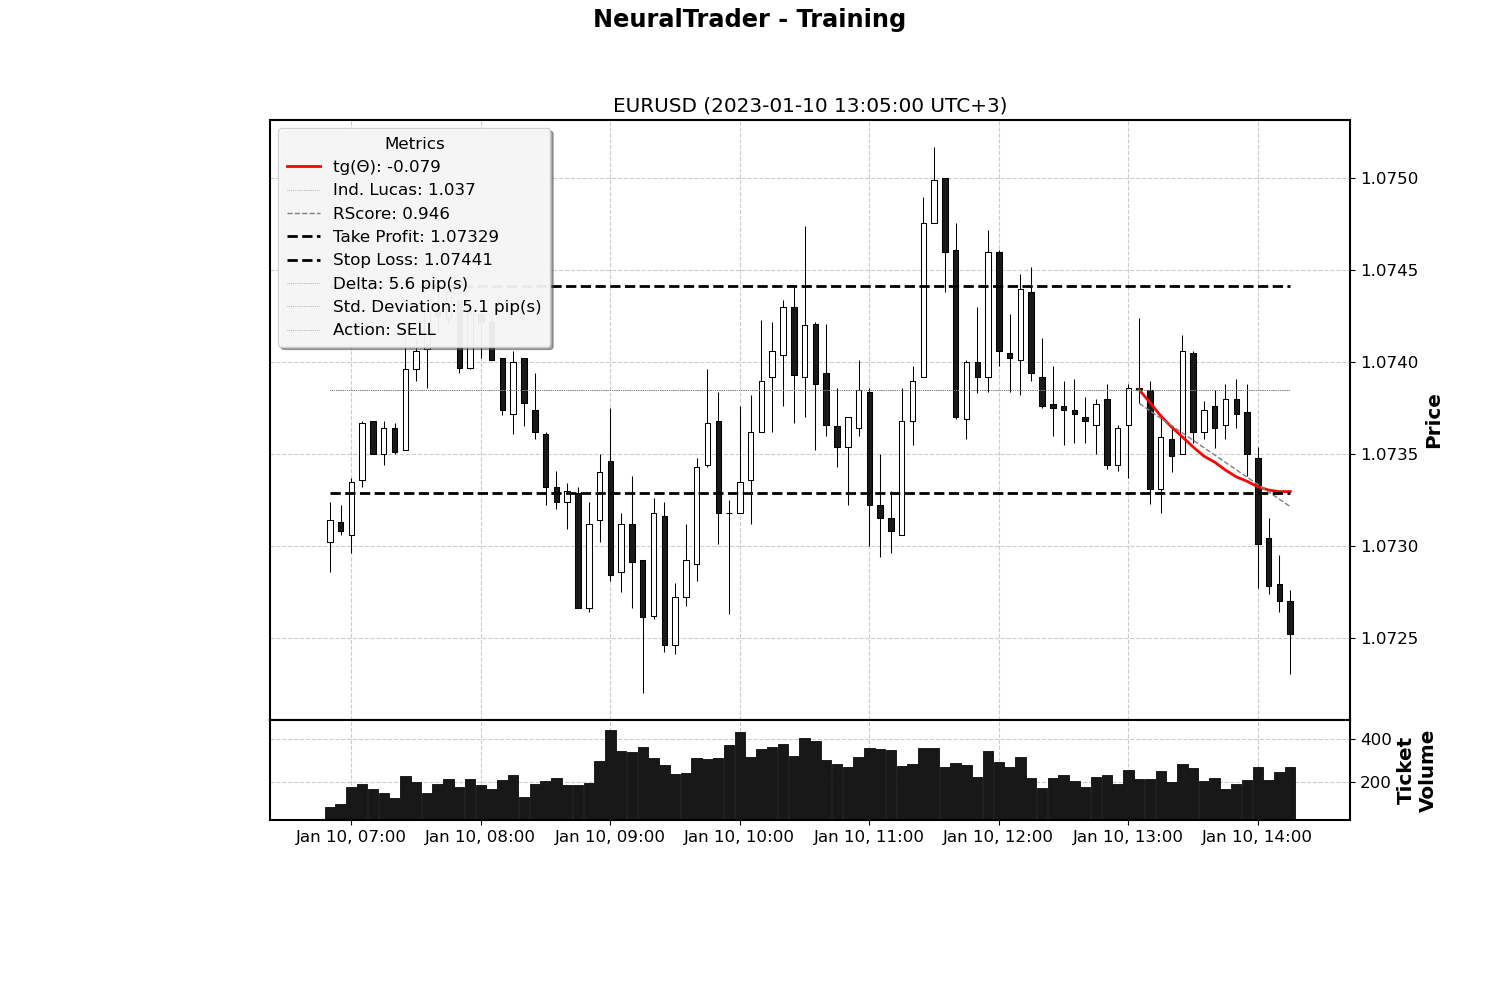 NeuralTrader - Training
EURUSD (2023-01-10 13:05:00 UTC+3)
Metrics
tg(Θ): -0.079
Ind. Lucas: 1.037
RScore: 0.946
Take Profit: 1.07329
Stop Loss: 1.07441
Delta: 5.6 pip(s)
Std. Deviation: 5.1 pip(s)
Action: SELL
1.0750
1.0745
1.0740
1.0735
1.0730
1.0725
Price
400
200
Ticket
Volume
Jan 10, 07:00
Jan 10, 08:00
Jan 10, 09:00
Jan 10, 10:00
Jan 10, 11:00
Jan 10, 12:00
Jan 10, 13:00
Jan 10, 14:00